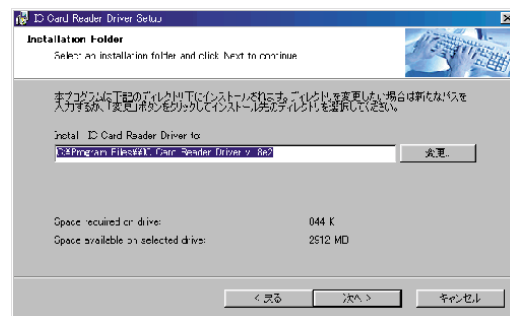 IC Card Reader Driver Setup
Installation Folder
Select an installation folder and click Next to continue
本プログラムは下記のディレクトリ下にインストールされます。ディレクトリを変更したい場合は新たなパスを
入力するか、「変更」ボタンをクリックしてインストール先のディレクトリを選択してください。
Install IC Card Reader Driver to:
C:¥Program Files¥¥IC Card Reader Driver
変更..
Space required on drive:
844 K
Space available on selected drive:
2912 MB
< 戻る
次へ >
キャンセル